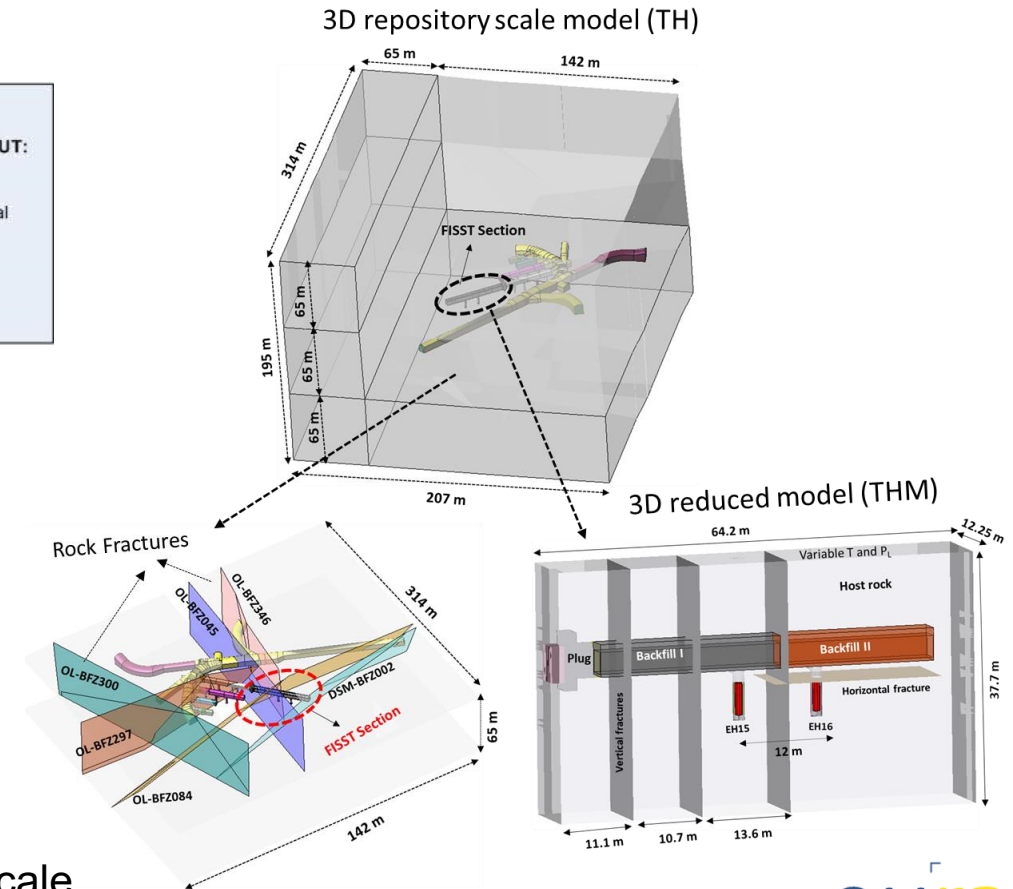 3D repository scale model (TH)
65 m
142 m
UT:
al
314 m
FISST Section
65 m
195 m
65 m
65 m
207 m
3D reduced model (THM)
64.2 m
12.25 m
Rock Fractures
Variable T and PL
Host rock
OL-BFZ346
OL-BFZ045
314 m
OL-BFZ300
DSM-BFZ002
Plug
Backfill I
Backfill II
Horizontal fracture
37.7 m
Vertical fractures
EH15
EH16
12 m
65 m
FISST Section
OL-BFZ297
OL-BFZ084
142 m
11.1 m
10.7 m
13.6 m
cale